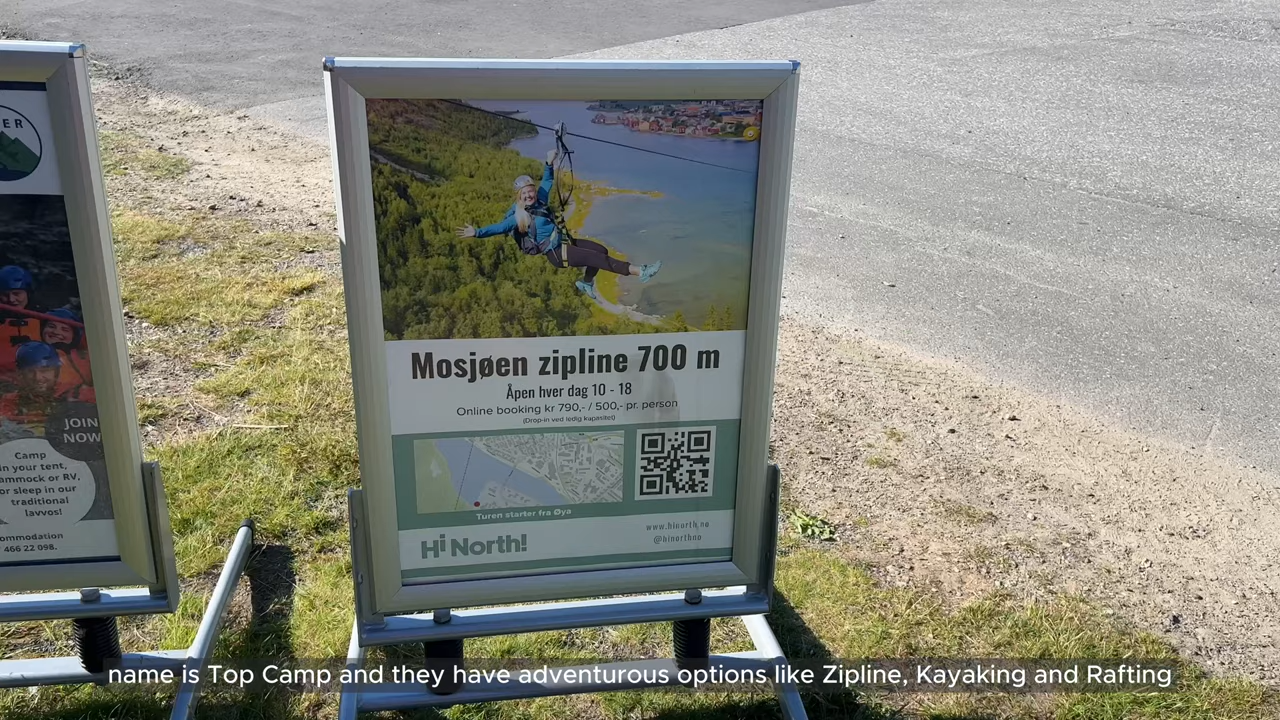 ER
JOIN
NOW
Camp
in your tent,
ammock or RV,
or sleep in our
traditional
lavvos!
ommodation
466 22 098.
Mosjøen zipline 700 m
Åpen hver dag 10 - 18
Online booking kr 790,- / 500,- pr. person
(Drop-in ved ledig kapasitet)
Turen starter fra Øya
www.hinorth.no
@hinorthno
Hi North!
name is Top Camp and they have adventurous options like Zipline, Kayaking and Rafting